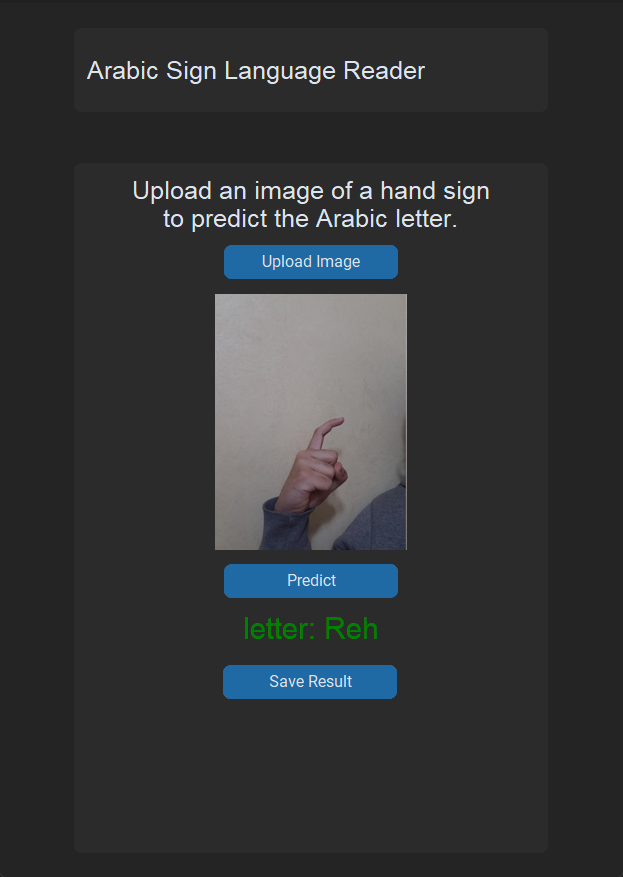 Arabic Sign Language Reader
Upload an image of a hand sign
to predict the Arabic letter.
Upload Image
Predict
letter: Reh
Save Result